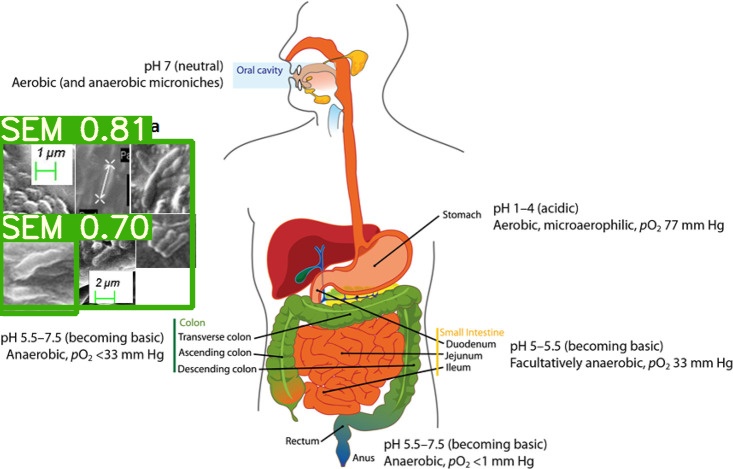 pH 7 (neutral)
Aerobic (and anaerobic microniches)
Oral cavity
SEM 0.81
a
1 µm
SEM 0.70
2 µm
Stomach
pH 1–4 (acidic)
Aerobic, microaerophilic, pO2 77 mm Hg
pH 5.5–7.5 (becoming basic)
Anaerobic, pO2 <33 mm Hg
Colon
Transverse colon
Ascending colon
Descending colon
Small Intestine
Duodenum
Jejunum
Ileum
pH 5–5.5 (becoming basic)
Facultatively anaerobic, pO2 33 mm Hg
Rectum
Anus
pH 5.5–7.5 (becoming basic)
Anaerobic, pO2 <1 mm Hg